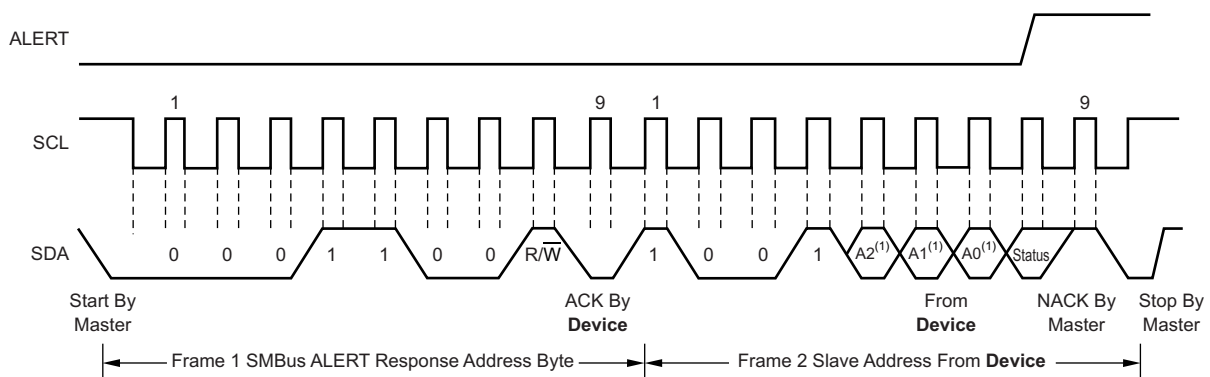 ALERT
1 9 1 9
SCL
SDA 0 0 0 1 1 0 0 R/W̅ 1 0 0 1 A2(1) A1(1) A0(1) Status
Start By ACK By From NACK By Stop By
Master Device Device Master Master
Frame 1 SMBus ALERT Response Address Byte Frame 2 Slave Address From Device